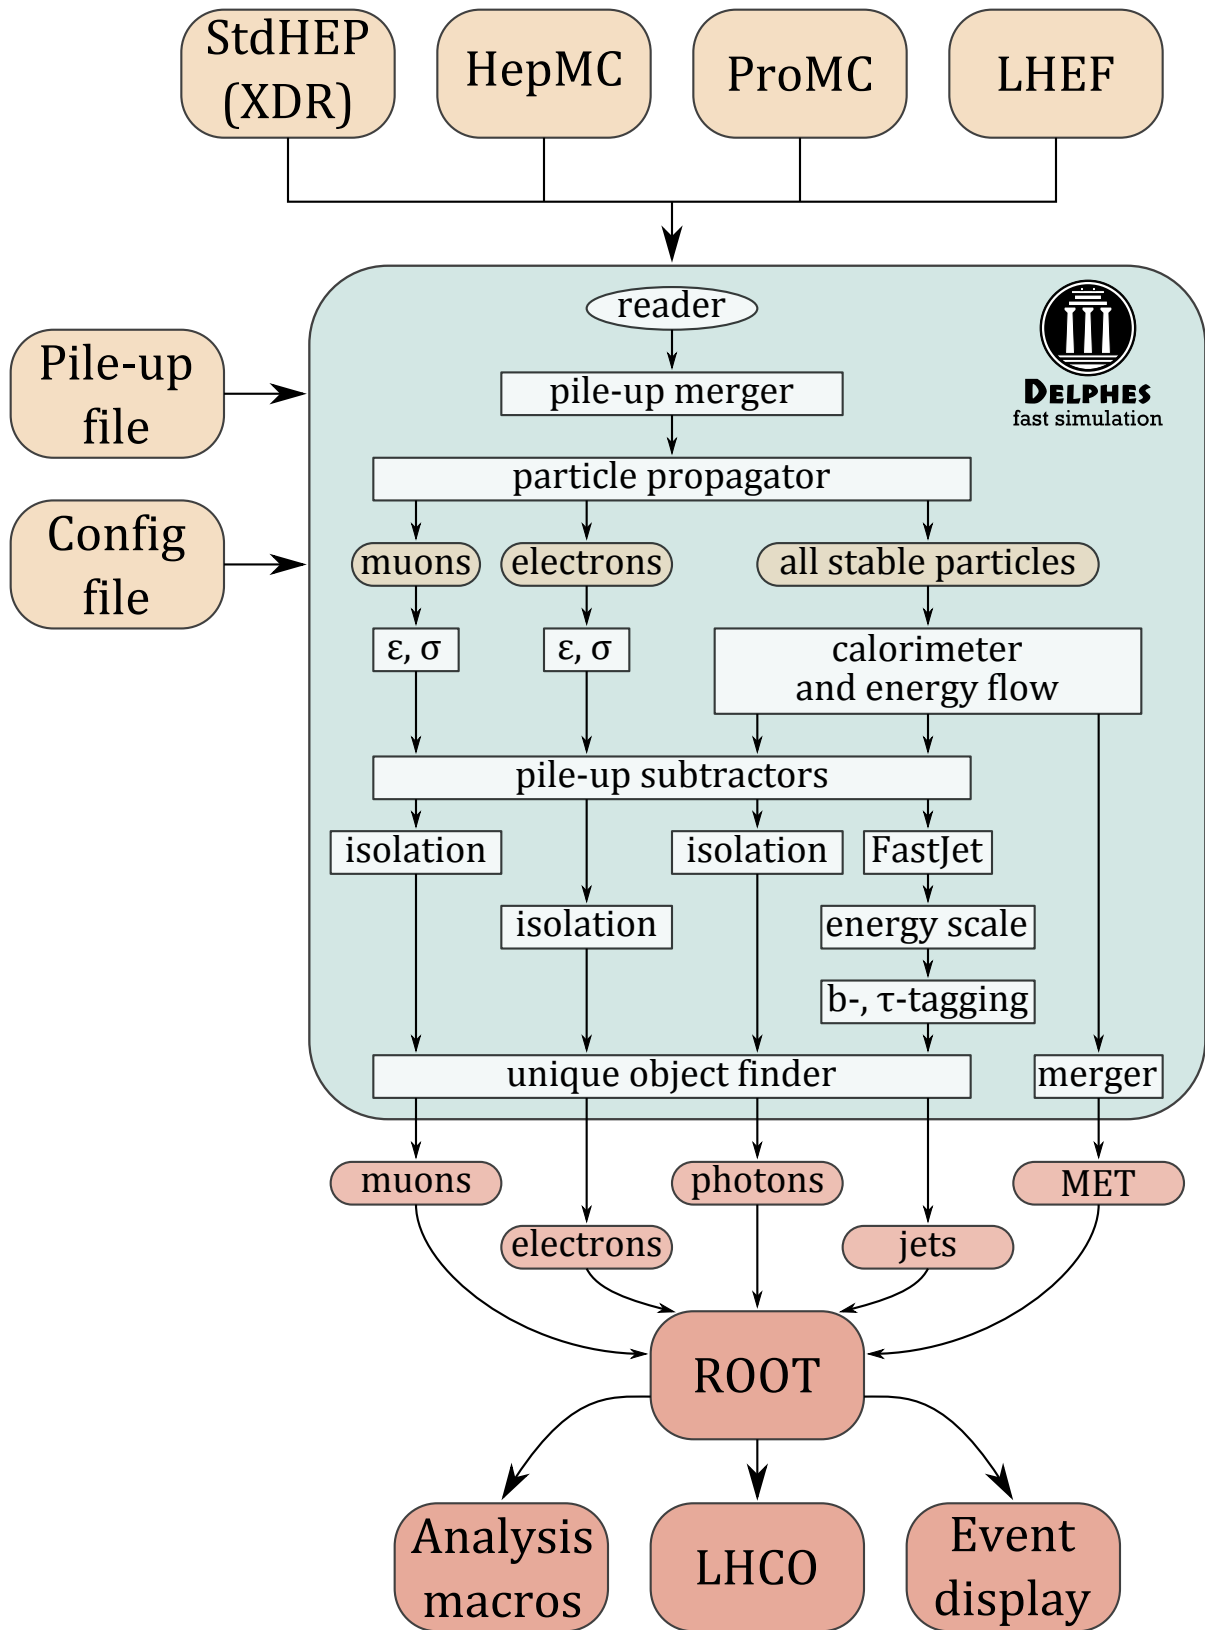 StdHEP
(XDR)
HepMC
ProMC
LHEF
reader
DELPHES
fast simulation
Pile-up
file
pile-up merger
particle propagator
Config
file
muons
electrons
all stable particles
ε, σ
ε, σ
calorimeter
and energy flow
pile-up subtractors
isolation
isolation
FastJet
isolation
energy scale
b-, τ-tagging
unique object finder
merger
muons
photons
MET
electrons
jets
ROOT
Analysis
macros
LHCO
Event
display